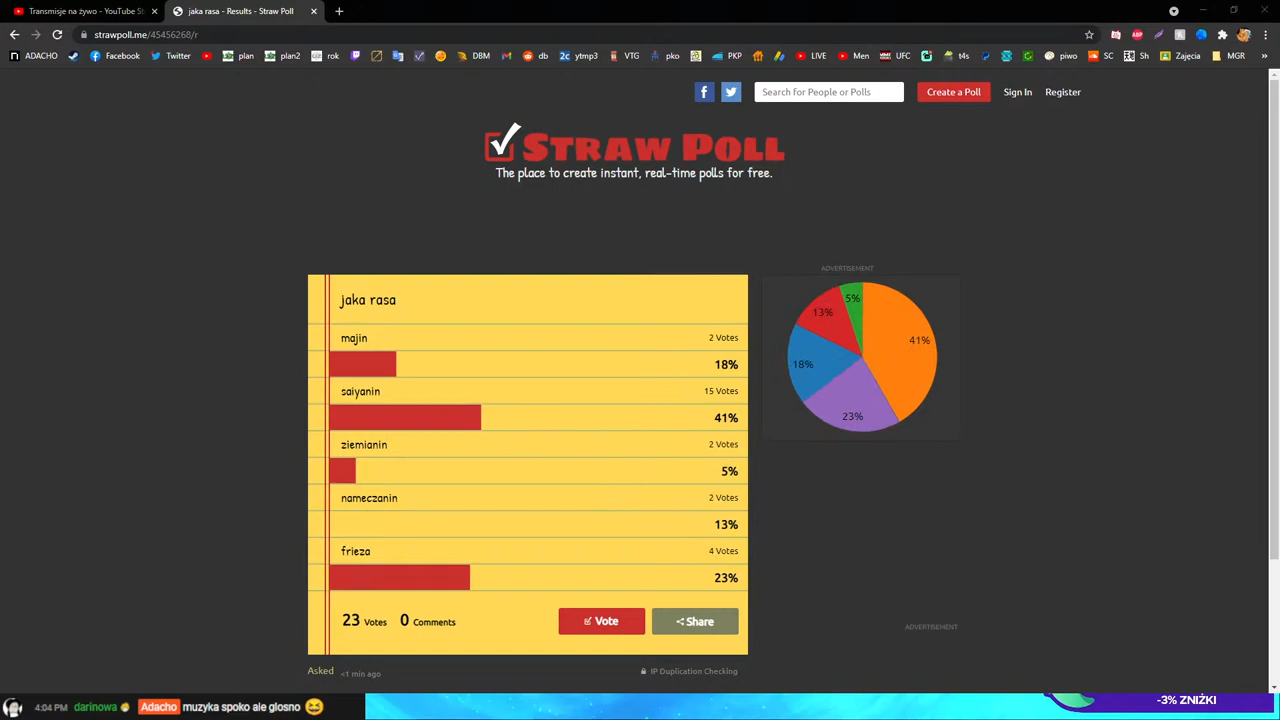 Transmisje na żywo - YouTube St
jaka rasa - Results - Straw Poll
strawpoll.me/45456268/r
ADACHO
Facebook
Twitter
plan
plan2
rok
DBM
db
2c ytmp3
VTG
pko
PKP
LIVE
Men
UFC
t4s
piwo
SC
Sh
Zajęcia
MGR
Search for People or Polls
Create a Poll
Sign In
Register
STRAW POLL
The place to create instant, real-time polls for free.
ADVERTISEMENT
jaka rasa
majin 2 Votes
18%
saiyanin 15 Votes
41%
ziemianin 2 Votes
5%
nameczanin 2 Votes
13%
frieza 4 Votes
23%
23 Votes 0 Comments
Vote
Share
Asked <1 min ago
IP Duplication Checking
5%
13%
41%
18%
23%
ADVERTISEMENT
4:04 PM darinowa Adacho muzyka spoko ale glosno
-3% ZNIŻKI